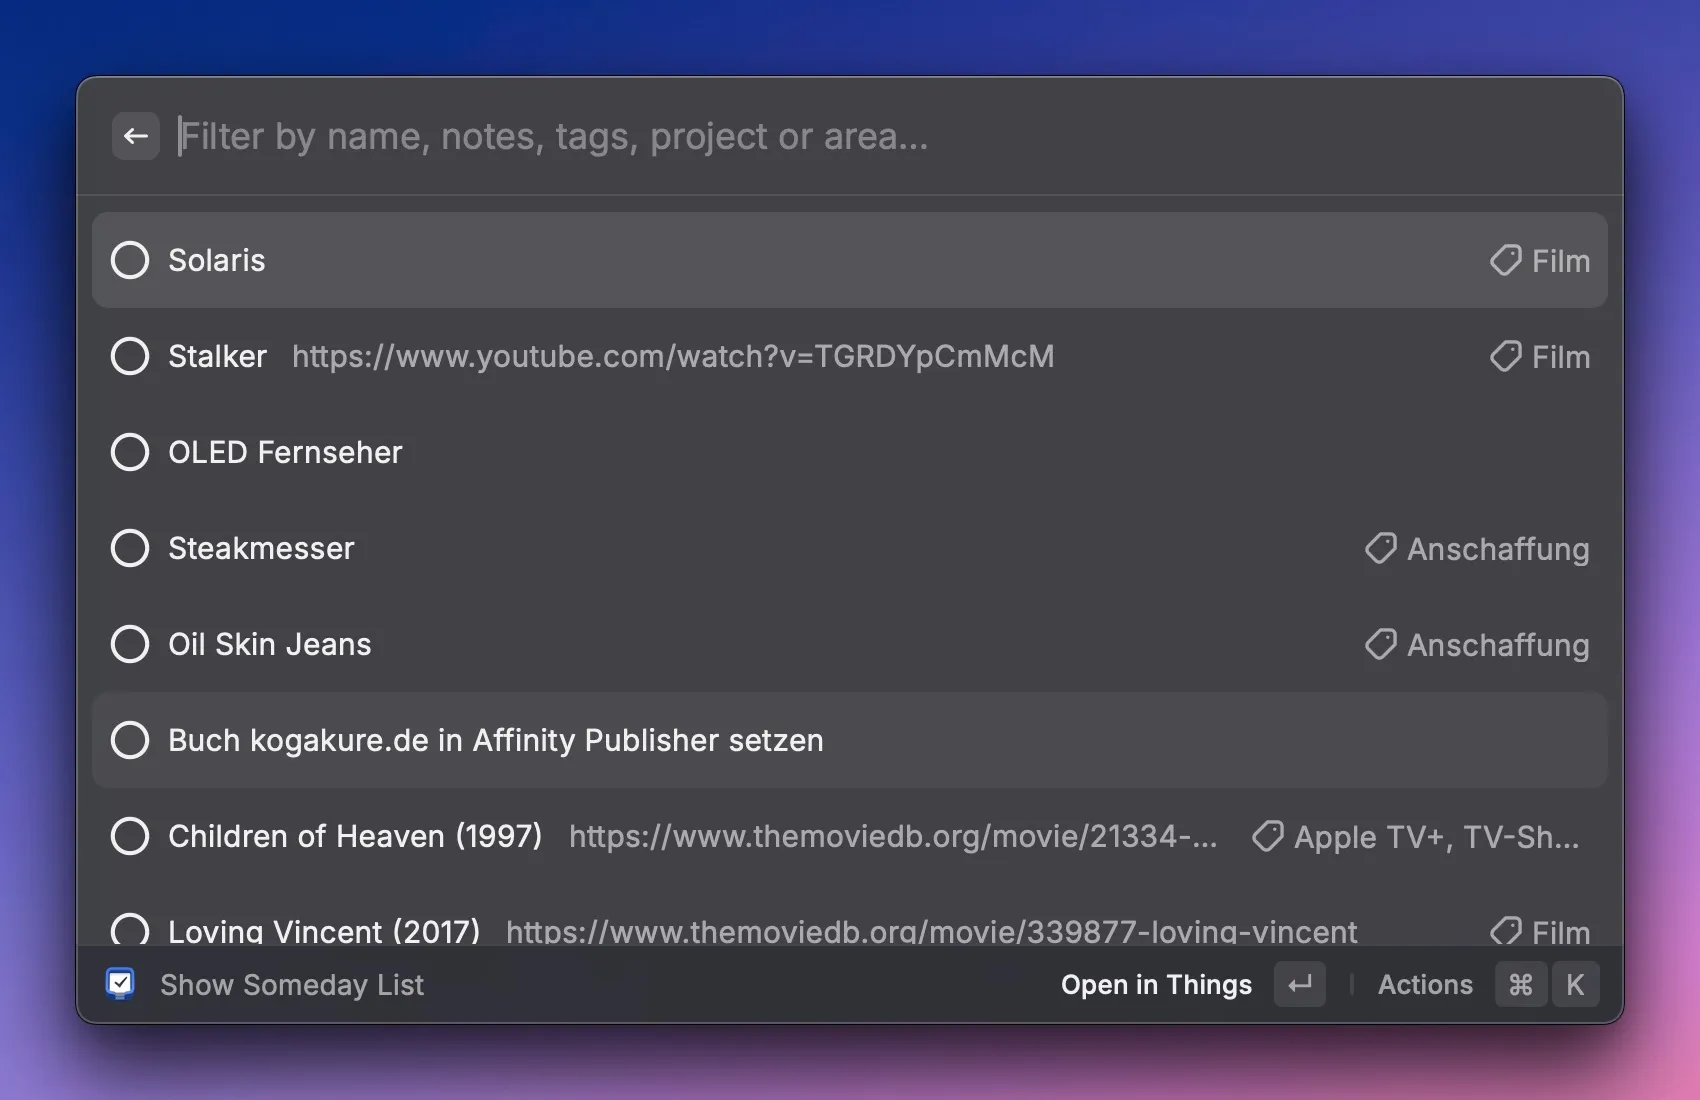 Filter by name, notes, tags, project or area...
Solaris Film
Stalker https://www.youtube.com/watch?v=TGRDYpCmMcM Film
OLED Fernseher
Steakmesser Anschaffung
Oil Skin Jeans Anschaffung
Buch kogakure.de in Affinity Publisher setzen
Children of Heaven (1997) https://www.themoviedb.org/movie/21334-... Apple TV+, TV-Sh...
Loving Vincent (2017) https://www.themoviedb.org/movie/339877-loving-vincent Film
Show Someday List Open in Things ↵ Actions ⌘ K